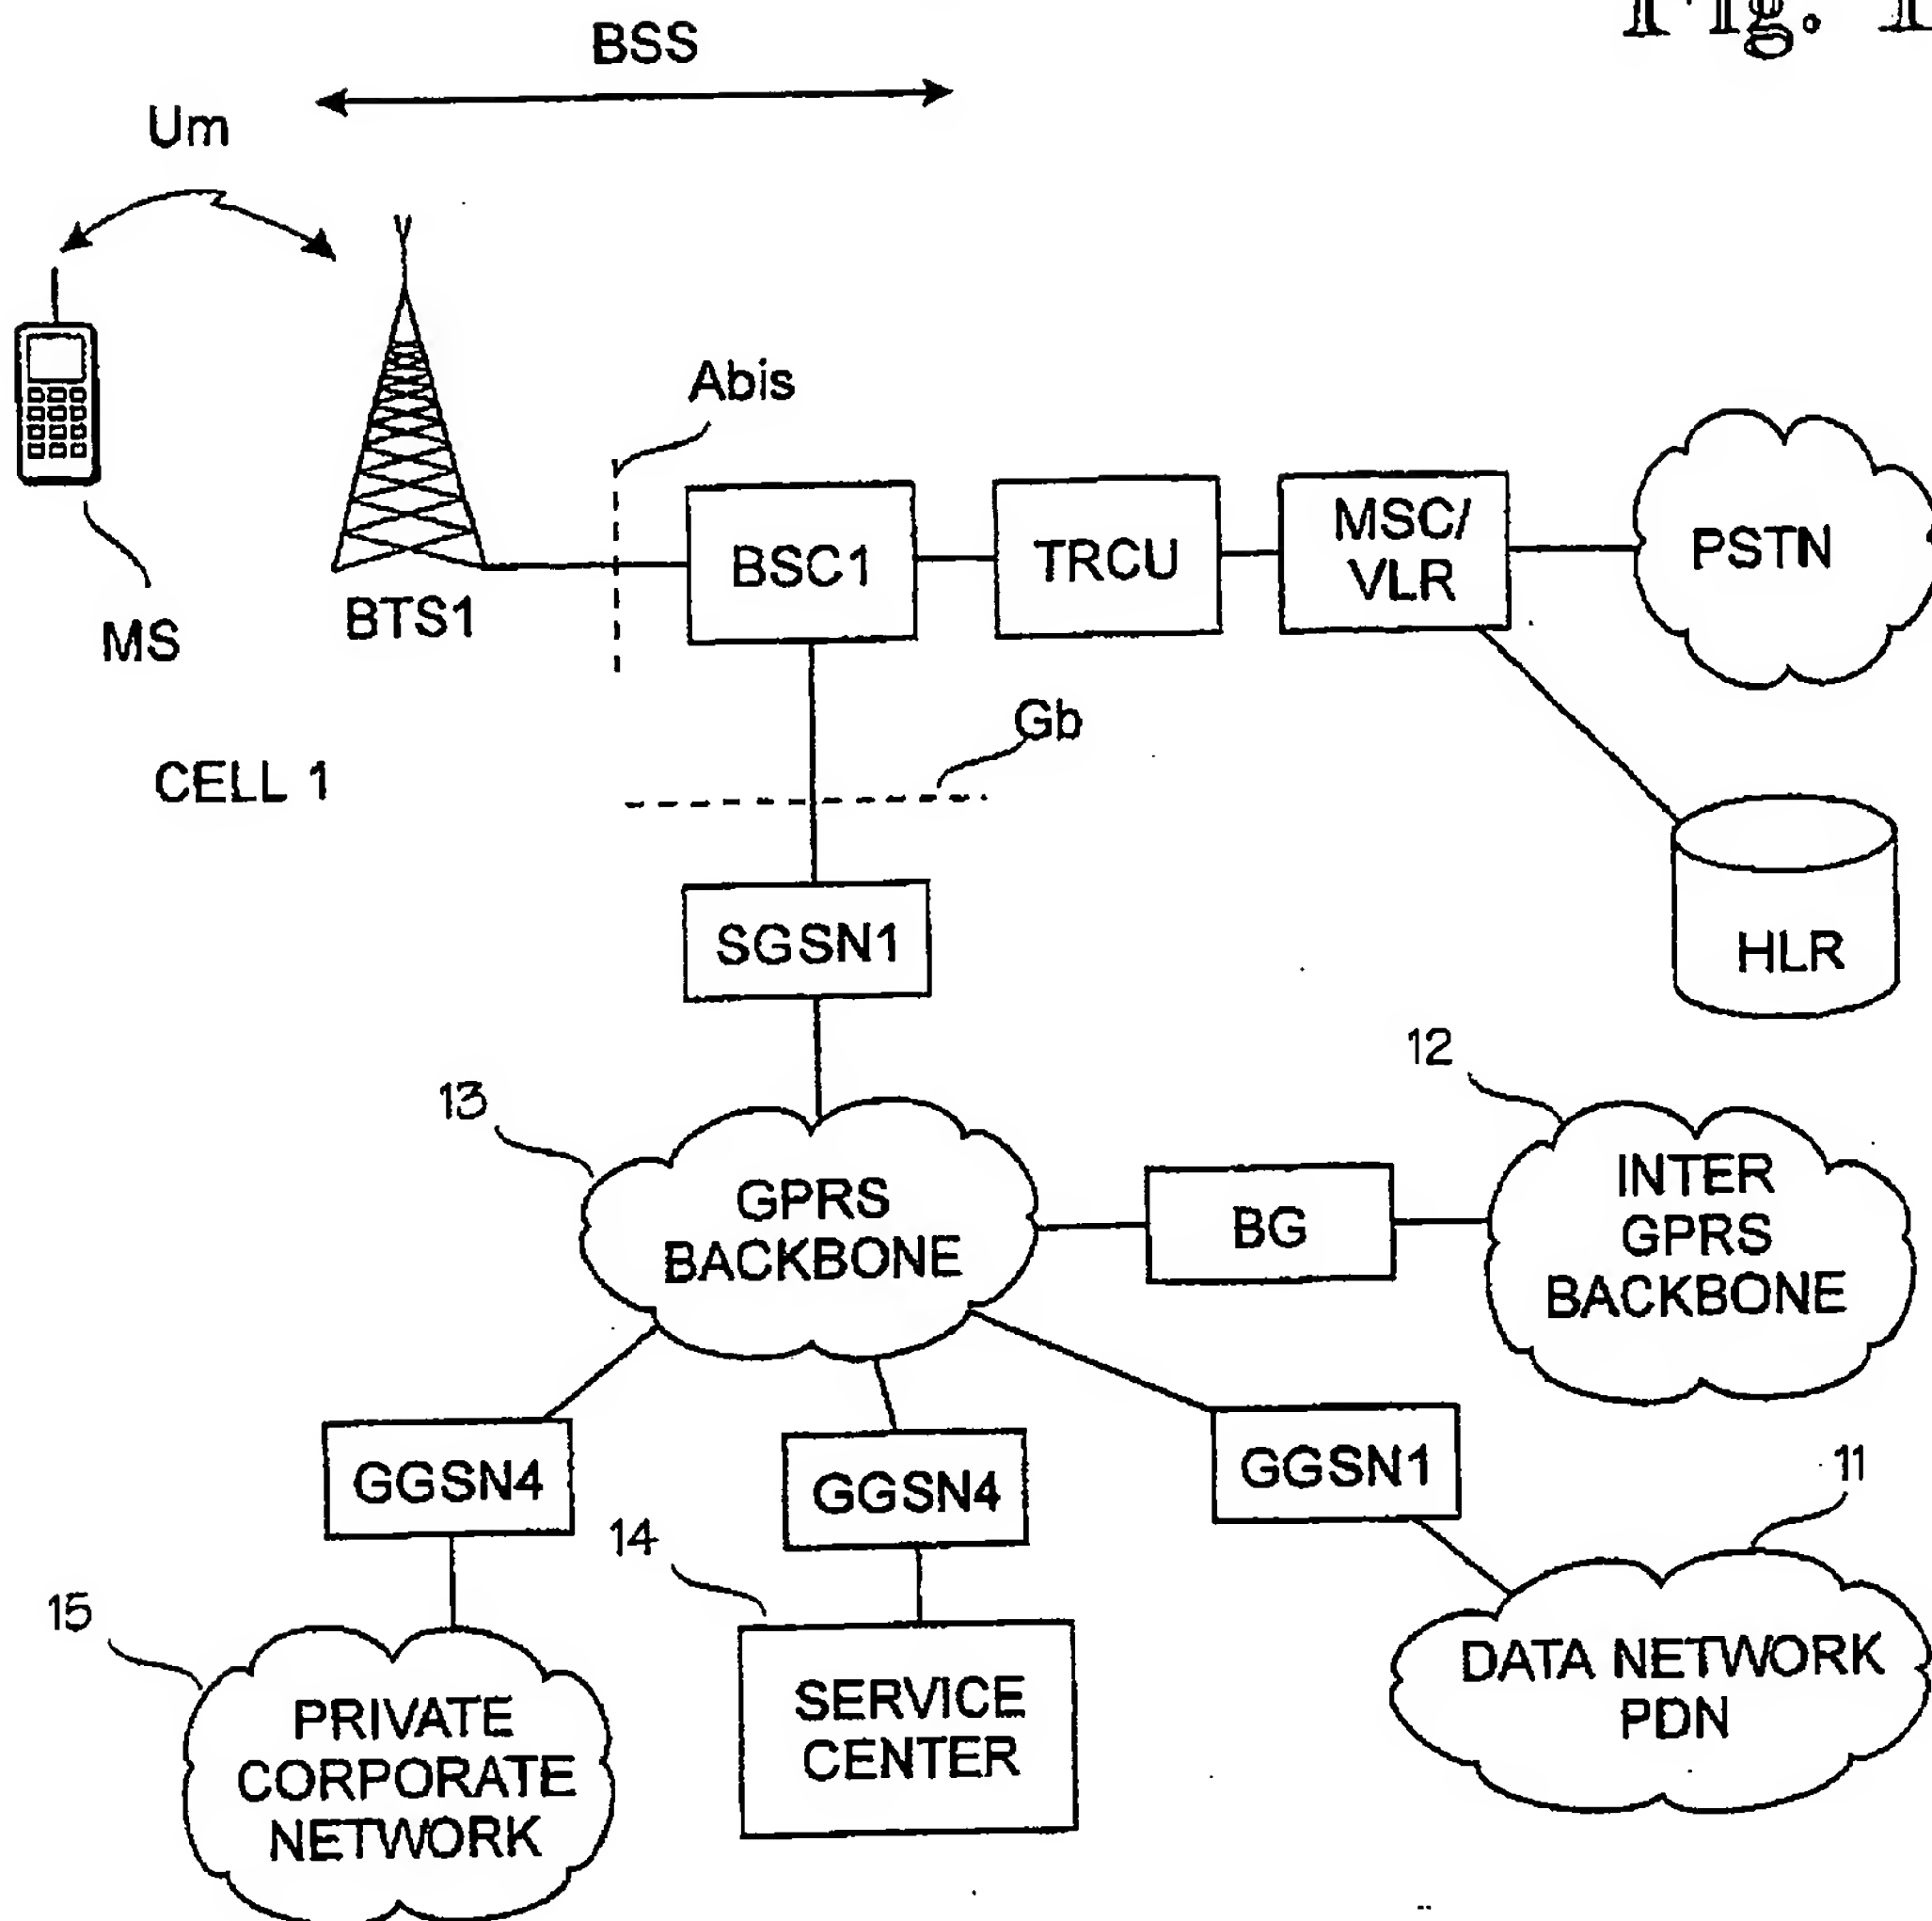 Fig. 1
BSS
Um
Abis
MS
BTS1
BSC1
TRCU
MSC/
VLR
PSTN
Gb
CELL 1
SGSN1
HLR
13
12
GPRS
BACKBONE
BG
INTER
GPRS
BACKBONE
GGSN4
GGSN4
GGSN1
11
14
15
PRIVATE
CORPORATE
NETWORK
SERVICE
CENTER
DATA NETWORK
PDN